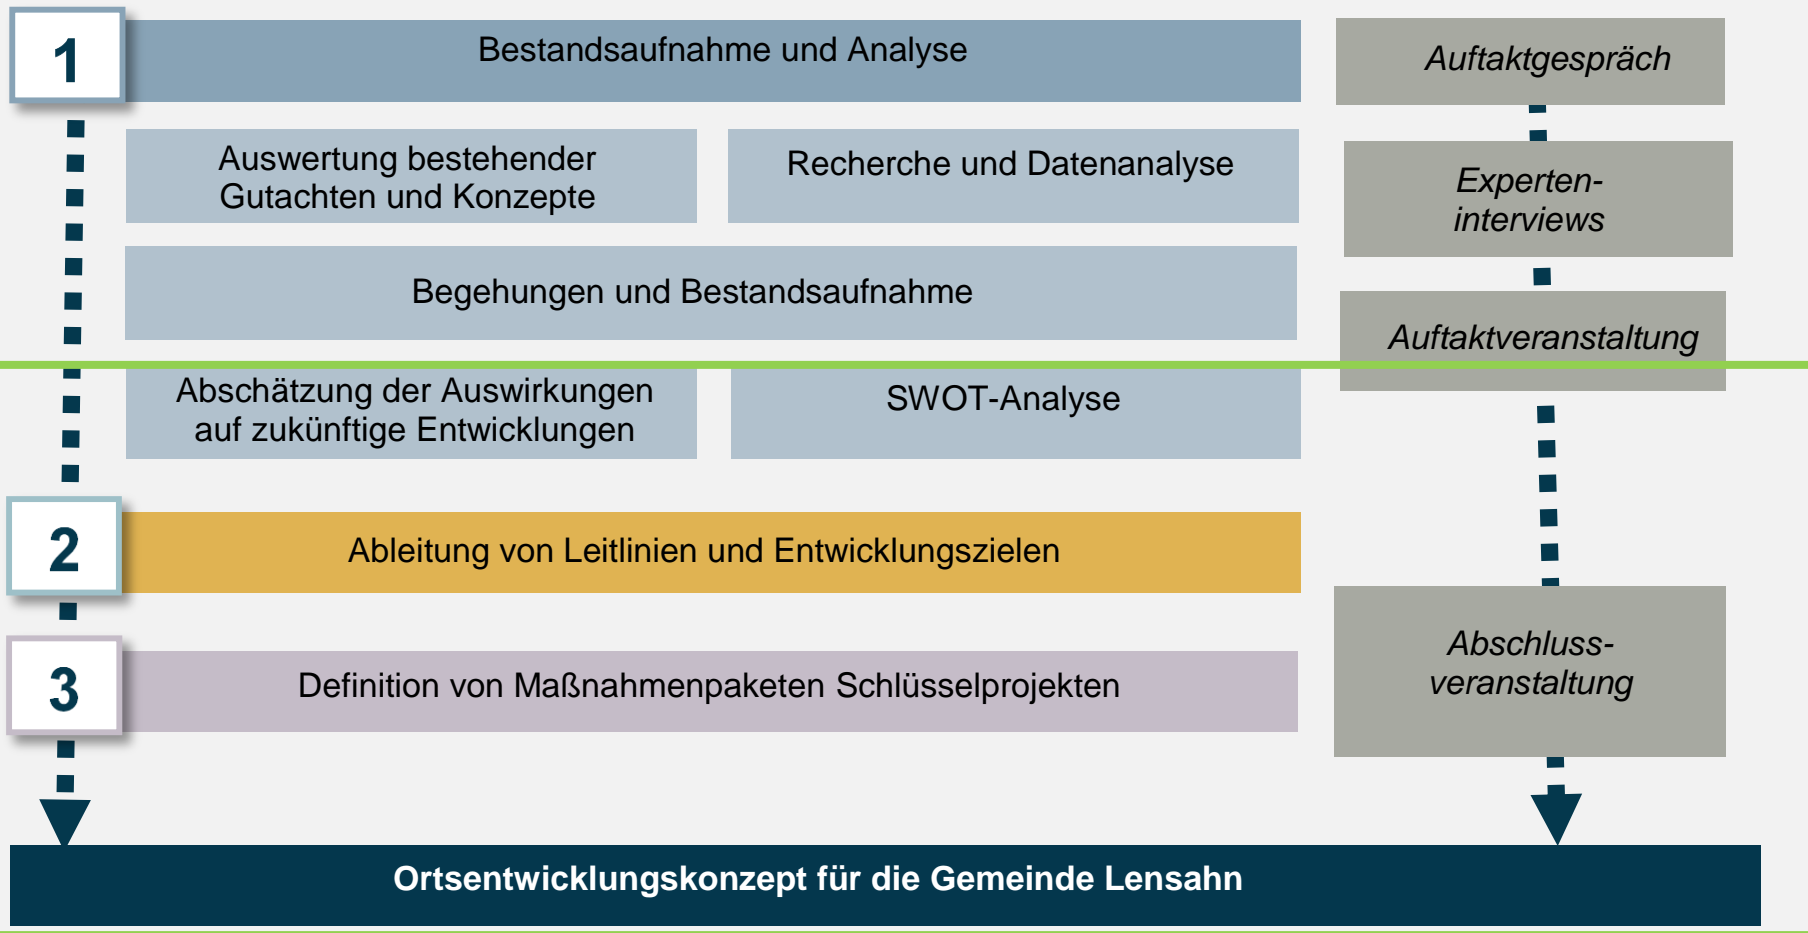 1
Bestandsaufnahme und Analyse
Auswertung bestehender
Gutachten und Konzepte
Recherche und Datenanalyse
Begehungen und Bestandsaufnahme
Abschätzung der Auswirkungen
auf zukünftige Entwicklungen
SWOT-Analyse
2
Ableitung von Leitlinien und Entwicklungszielen
3
Definition von Maßnahmenpaketen Schlüsselprojekten
Auftaktgespräch
Experten-
interviews
Auftaktveranstaltung
Abschluss-
veranstaltung
Ortsentwicklungskonzept für die Gemeinde Lensahn